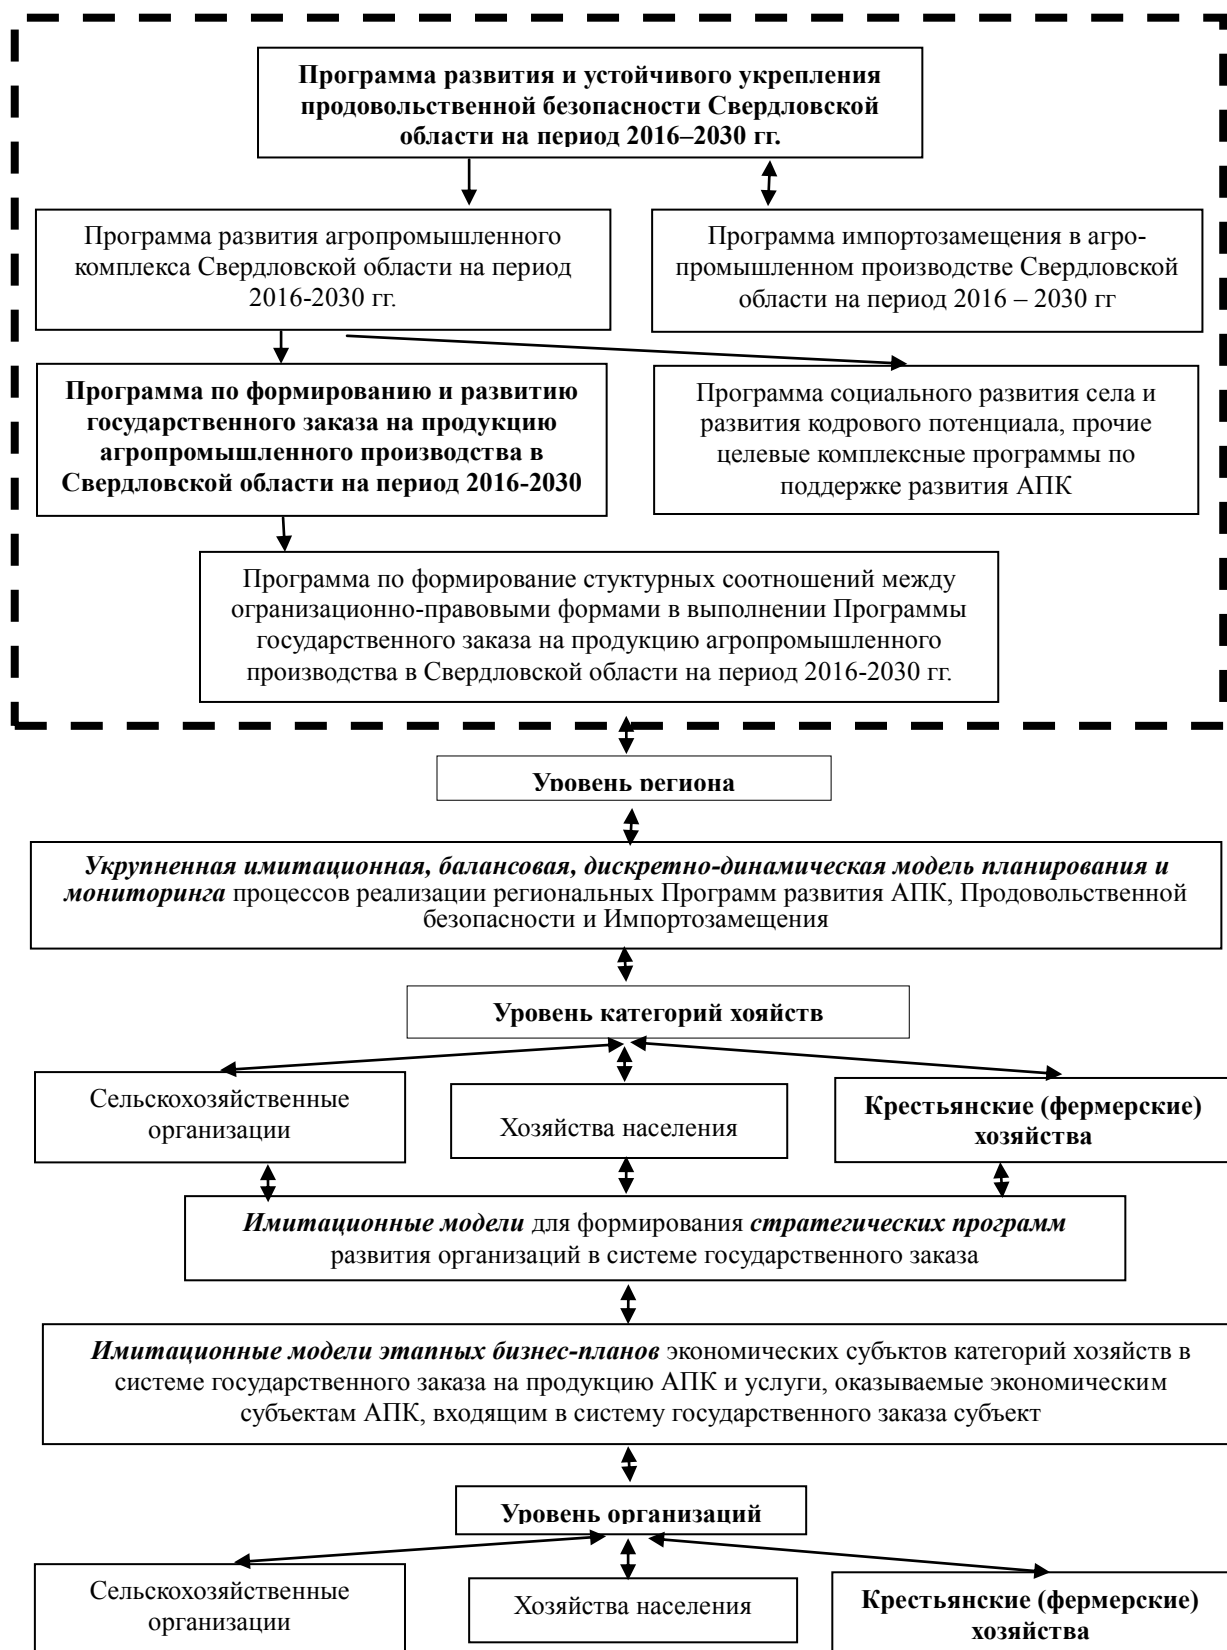 Программа развития и устойчивого укрепления
продовольственной безопасности Свердловской
области на период 2016–2030 гг.
Программа развития агропромышленного
комплекса Свердловской области на период
2016-2030 гг.
Программа импортозамещения в агро-
промышленном производстве Свердловской
области на период 2016 – 2030 гг
Программа по формированию и развитию
государственного заказа на продукцию
агропромышленного производства в
Свердловской области на период 2016-2030
Программа социального развития села и
развития кодрового потенциала, прочие
целевые комплексные программы по
поддержке развития АПК
Программа по формирование стуктурных соотношений между
огранизационно-правовыми формами в выполнении Программы
государственного заказа на продукцию агропромышленного
производства в Свердловской области на период 2016-2030 гг.
Уровень региона
Укрупненная имитационная, балансовая, дискретно-динамическая модель планирования и
мониторинга процессов реализации региональных Программ развития АПК, Продовольственной
безопасности и Импортозамещения
Уровень категорий хозяйств
Сельскохозяйственные
организации
Хозяйства населения
Крестьянские (фермерские)
хозяйства
Имитационные модели для формирования стратегических программ
развития организаций в системе государственного заказа
Имитационные модели этапных бизнес-планов экономических субъктов категорий хозяйств в
системе государственного заказа на продукцию АПК и услуги, оказываемые экономическим
субъектам АПК, входящим в систему государственного заказа субъект
Уровень организаций
Сельскохозяйственные
организации
Хозяйства населения
Крестьянские (фермерские)
хозяйства